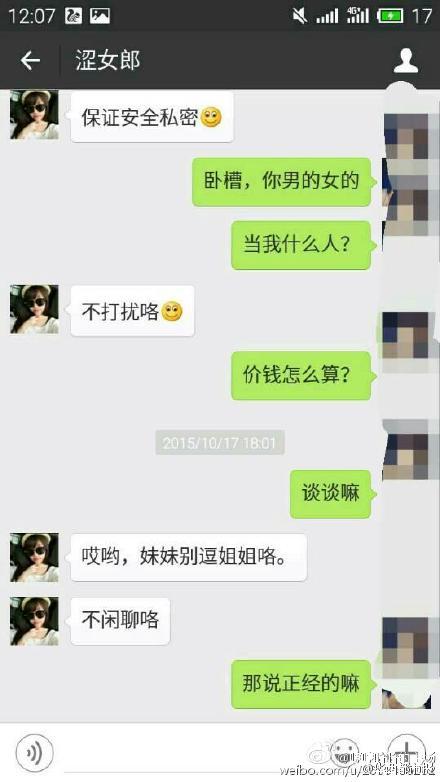 12:07
4G
17
涩女郎
保证安全私密
卧槽，你男的女的
当我什么人？
不打扰咯
价钱怎么算？
2015/10/17 18:01
谈谈嘛
哎哟，妹妹别逗姐姐咯。
不闲聊咯
那说正经的嘛
weibo.com/u/